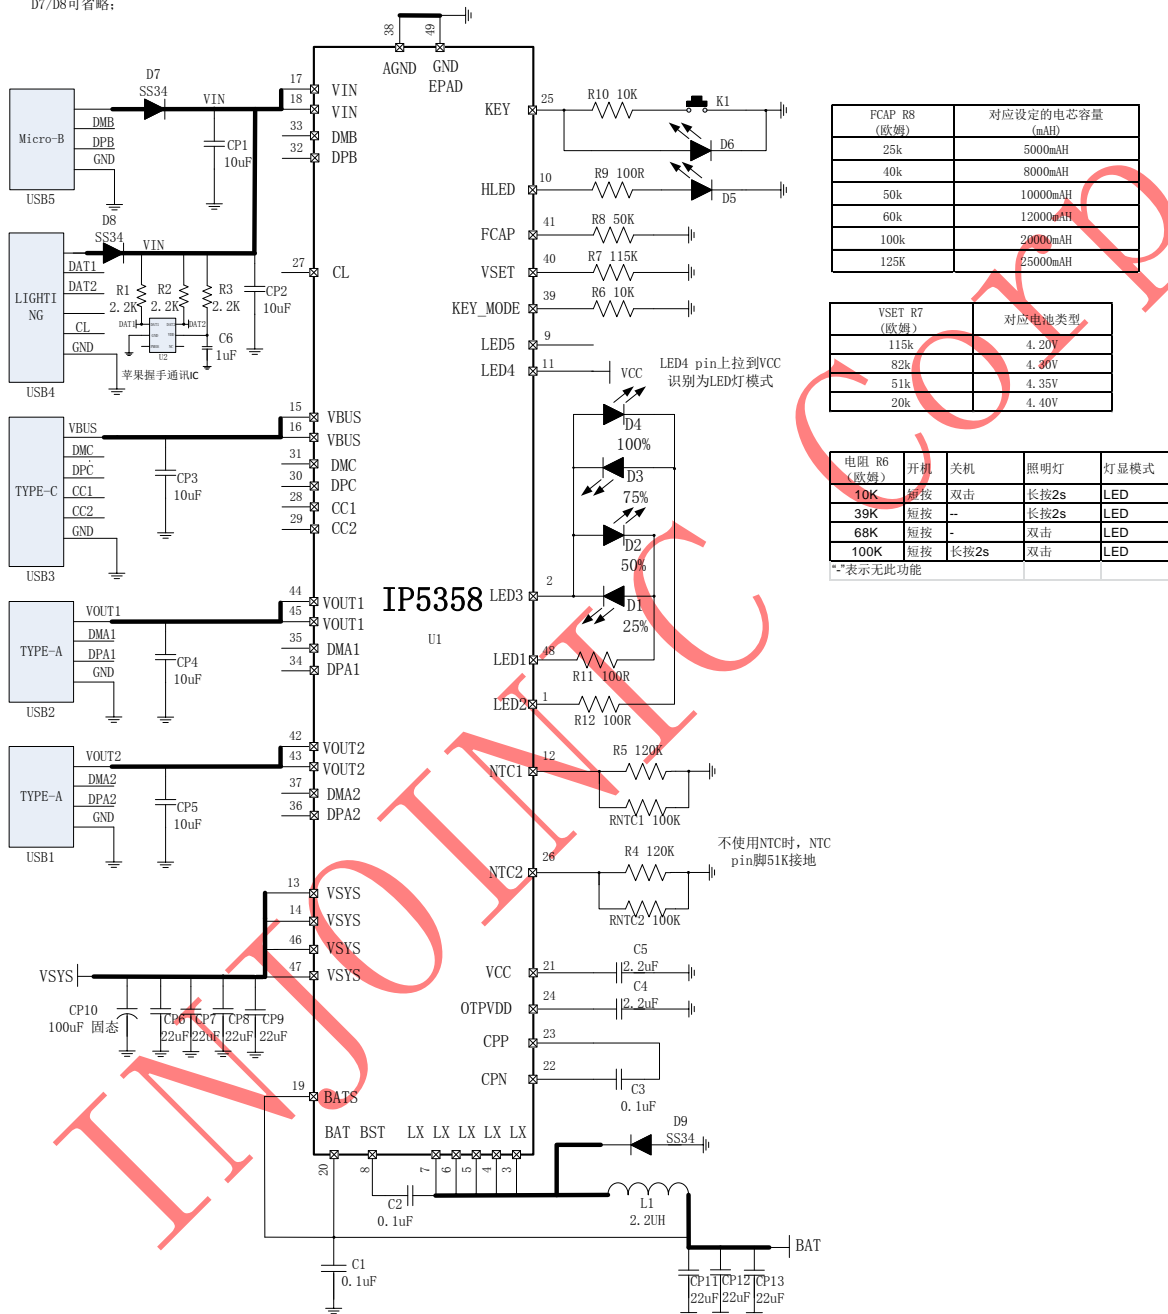 D7/D8可省略;
38
49
AGND
GND
EPAD
D7
SS34
VIN
17
VIN
18
VIN
33
DMB
32
DPB
Micro-B
DMB
DPB
GND
USB5
CP1
10uF
D8
SS34
VIN
27
CL
LIGHTI
NG
DAT1
DAT2
CL
GND
USB4
R1
2.2K
R2
2.2K
R3
2.2K
CP2
10uF
DAT1
DAT2
U2
C6
1uF
苹果握手通讯IC
TYPE-C
VBUS
DMC
DPC
CC1
CC2
GND
USB3
CP3
10uF
15
VBUS
16
VBUS
31
DMC
30
DPC
28
CC1
29
CC2
TYPE-A
VOUT1
DMA1
DPA1
GND
USB2
CP4
10uF
44
VOUT1
45
VOUT1
35
DMA1
34
DPA1
TYPE-A
VOUT2
DMA2
DPA2
GND
USB1
CP5
10uF
42
VOUT2
43
VOUT2
37
DMA2
36
DPA2
13
VSYS
14
VSYS
46
VSYS
47
VSYS
VSYS
CP10
100uF 固态
CP6
22uF
CP7
22uF
CP8
22uF
CP9
22uF
19
BATS
IP5358
U1
BAT
BST
LX
LX
LX
LX
LX
20
8
7
6
5
4
3
C2
0.1uF
C1
0.1uF
L1
2.2UH
D9
SS34
BAT
CP11
22uF
CP12
22uF
CP13
22uF
KEY
25
R10 10K
K1
D6
HLED
10
R9 100R
D5
FCAP
41
R8 50K
VSET
40
R7 115K
KEY_MODE
39
R6 10K
LED5
9
LED4
11
VCC
LED4 pin上拉到VCC
识别为LED灯模式
D4
100%
D3
75%
D2
50%
D1
25%
LED3
2
LED1
48
R11 100R
LED2
1
R12 100R
NTC1
12
R5 120K
RNTC1 100K
不使用NTC时，NTC
pin脚51K接地
NTC2
26
R4 120K
RNTC2 100K
VCC
21
C5
2.2uF
OTPVDD
24
C4
2.2uF
CPP
23
CPN
22
C3
0.1uF
FCAP R8
(欧姆)
对应设定的电芯容量
(mAH)
25k 5000mAH
40k 8000mAH
50k 10000mAH
60k 12000mAH
100k 20000mAH
125K 25000mAH
VSET R7
(欧姆)
对应电池类型
115k 4.20V
82k 4.30V
51k 4.35V
20k 4.40V
电阻 R6
(欧姆)
开机 关机 照明灯 灯显模式
10K 短按 双击 长按2s LED
39K 短按 -- 长按2s LED
68K 短按 - 双击 LED
100K 短按 长按2s 双击 LED
"-"表示无此功能
INJOINIC Corp